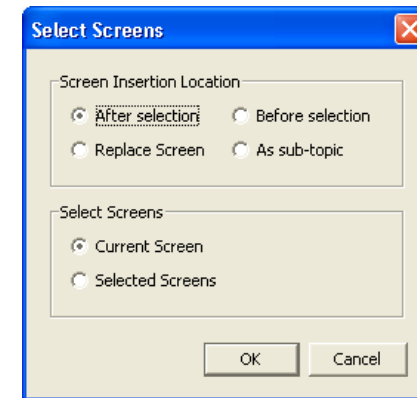 Select Screens
Screen Insertion Location
After selection Before selection
Replace Screen As sub-topic
Select Screens
Current Screen
Selected Screens
OK Cancel